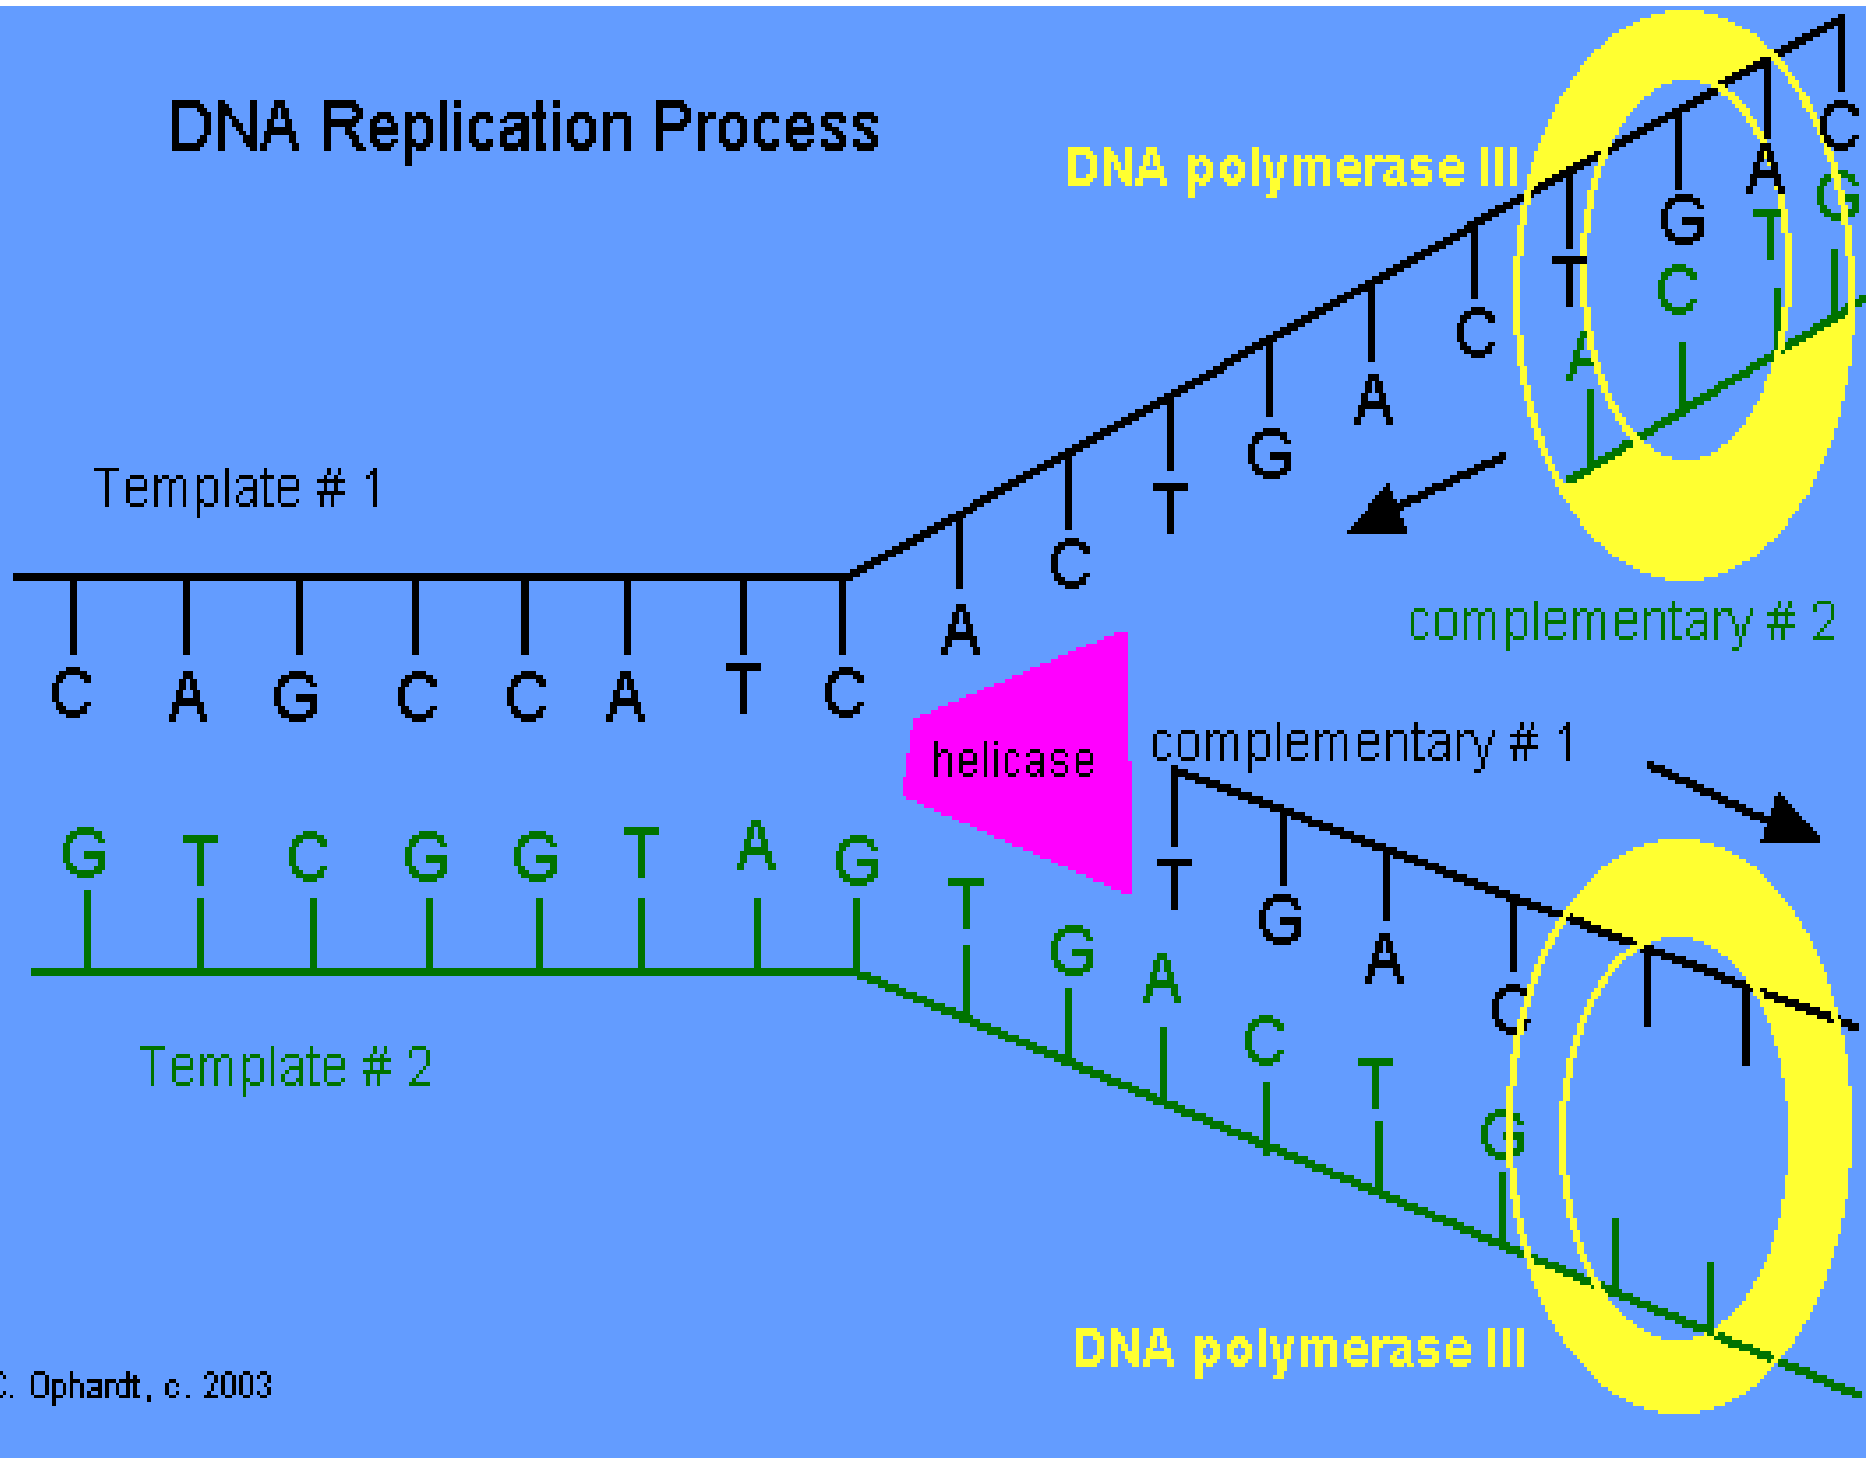 DNA Replication Process
DNA polymerase III
C
A
G
T
C
A
G
T
C
A
G
T
C
A
Template # 1
C A G C C A T C
complementary # 2
helicase
complementary # 1
T G A C
G T C G G T A G
T
G
A
C
T
G
Template # 2
DNA polymerase III
C. Ophardt, c. 2003